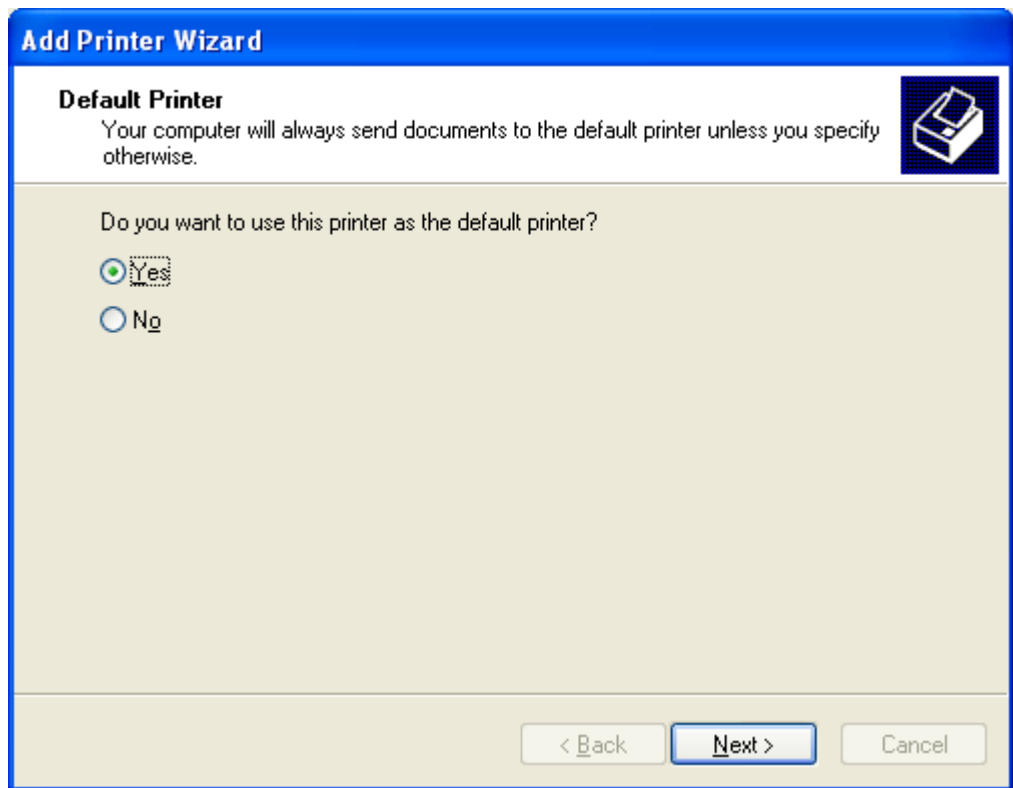 Add Printer Wizard
Default Printer
Your computer will always send documents to the default printer unless you specify
otherwise.
Do you want to use this printer as the default printer?
Yes
No
< Back Next > Cancel